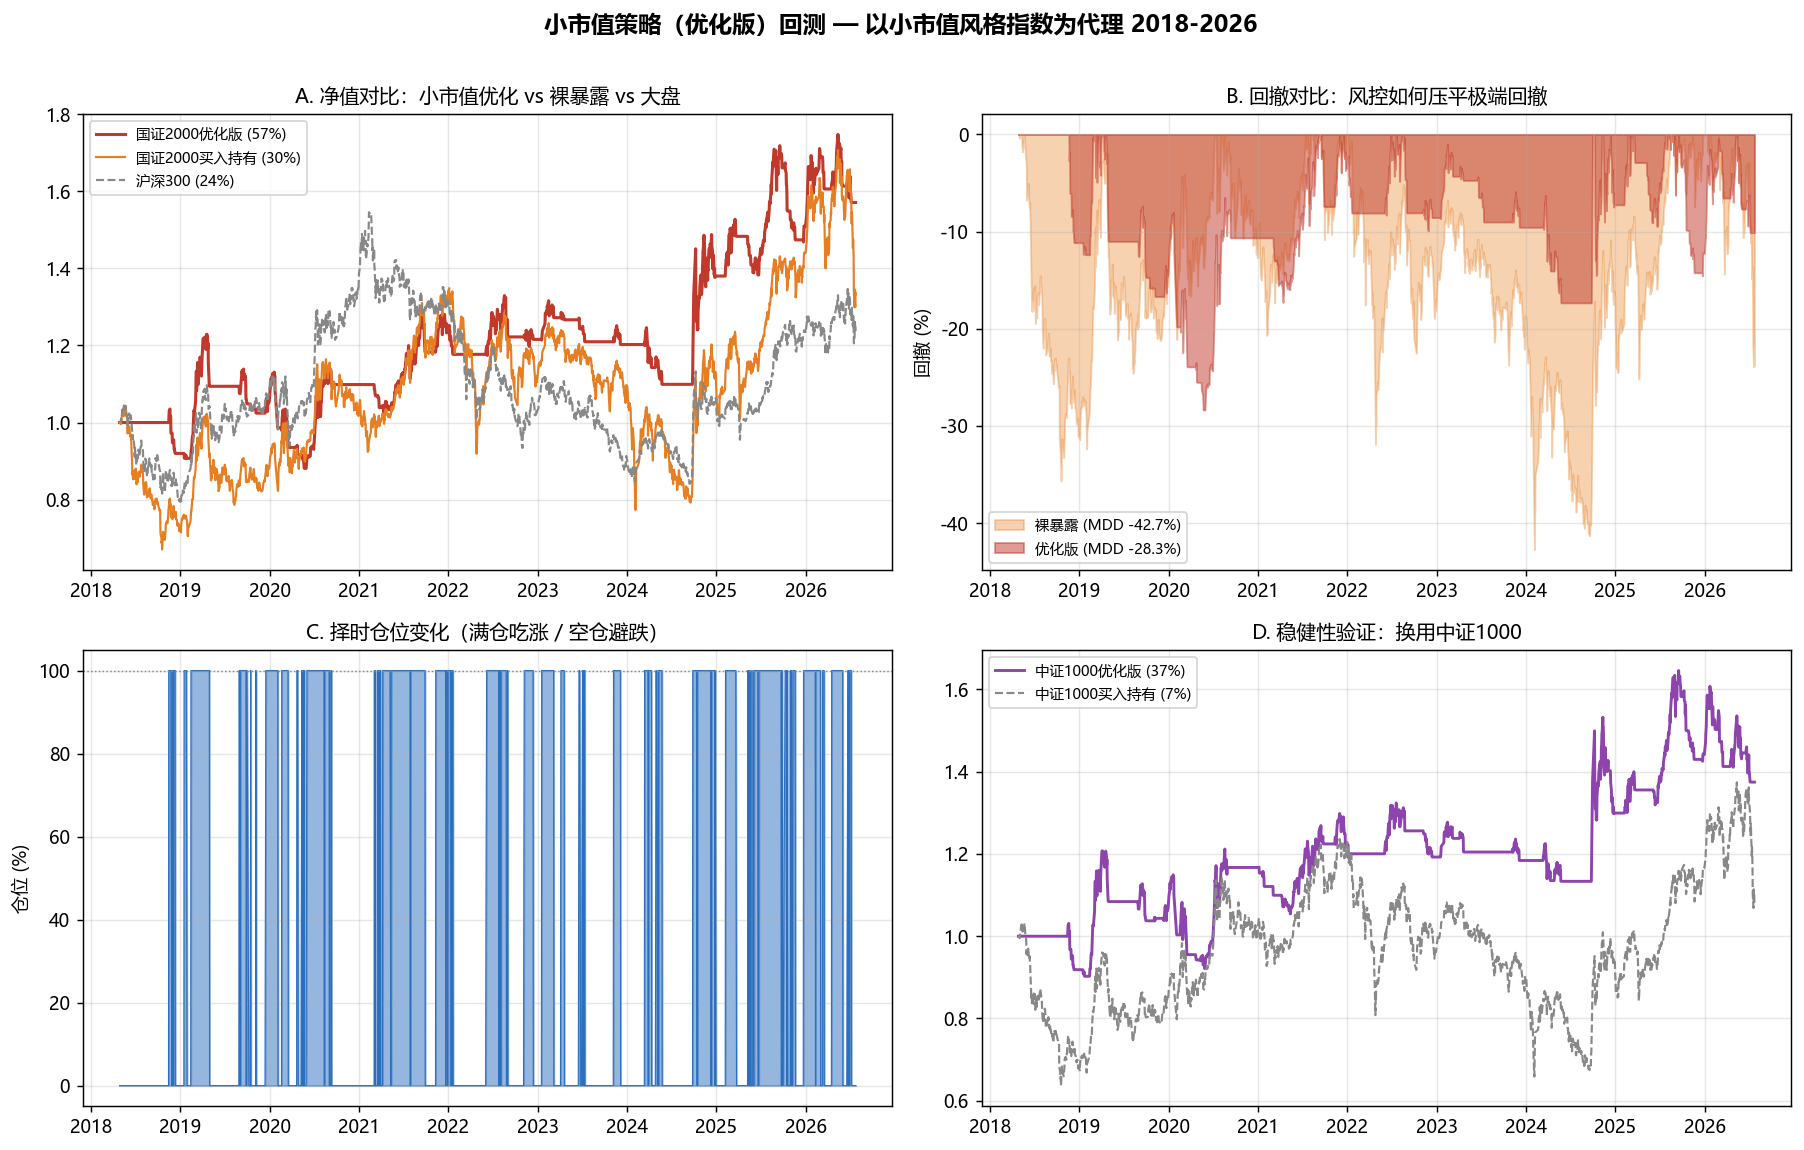 小市值策略（优化版）回测 — 以小市值风格指数为代理 2018-2026
A. 净值对比：小市值优化 vs 裸暴露 vs 大盘
国证2000优化版 (57%)
国证2000买入持有 (30%)
沪深300 (24%)
1.8
1.6
1.4
1.2
1.0
0.8
2018 2019 2020 2021 2022 2023 2024 2025 2026
B. 回撤对比：风控如何压平极端回撤
回撤 (%)
0
-10
-20
-30
-40
裸暴露 (MDD -42.7%)
优化版 (MDD -28.3%)
2018 2019 2020 2021 2022 2023 2024 2025 2026
C. 择时仓位变化（满仓吃涨 / 空仓避跌）
仓位 (%)
100
80
60
40
20
0
2018 2019 2020 2021 2022 2023 2024 2025 2026
D. 稳健性验证：换用中证1000
中证1000优化版 (37%)
中证1000买入持有 (7%)
1.6
1.4
1.2
1.0
0.8
0.6
2018 2019 2020 2021 2022 2023 2024 2025 2026